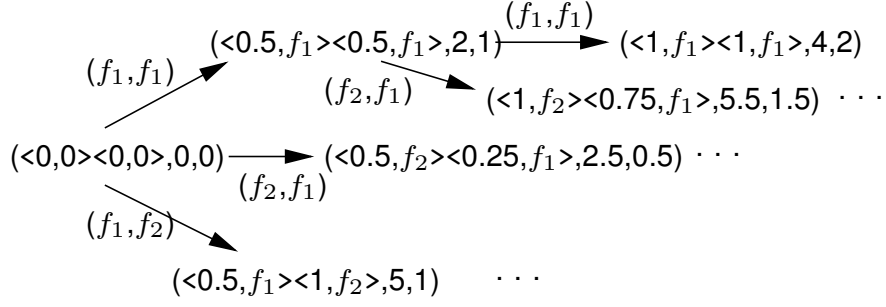 (<0.5,f₁><0.5,f₁>,2,1) (f₁,f₁) (<1,f₁><1,f₁>,4,2)
(f₁,f₁)
(f₂,f₁)
(<1,f₂><0.75,f₁>,5.5,1.5) · · ·
(<0,0><0,0>,0,0) (f₂,f₁) (<0.5,f₂><0.25,f₁>,2.5,0.5) · · ·
(f₁,f₂)
(<0.5,f₁><1,f₂>,5,1) · · ·